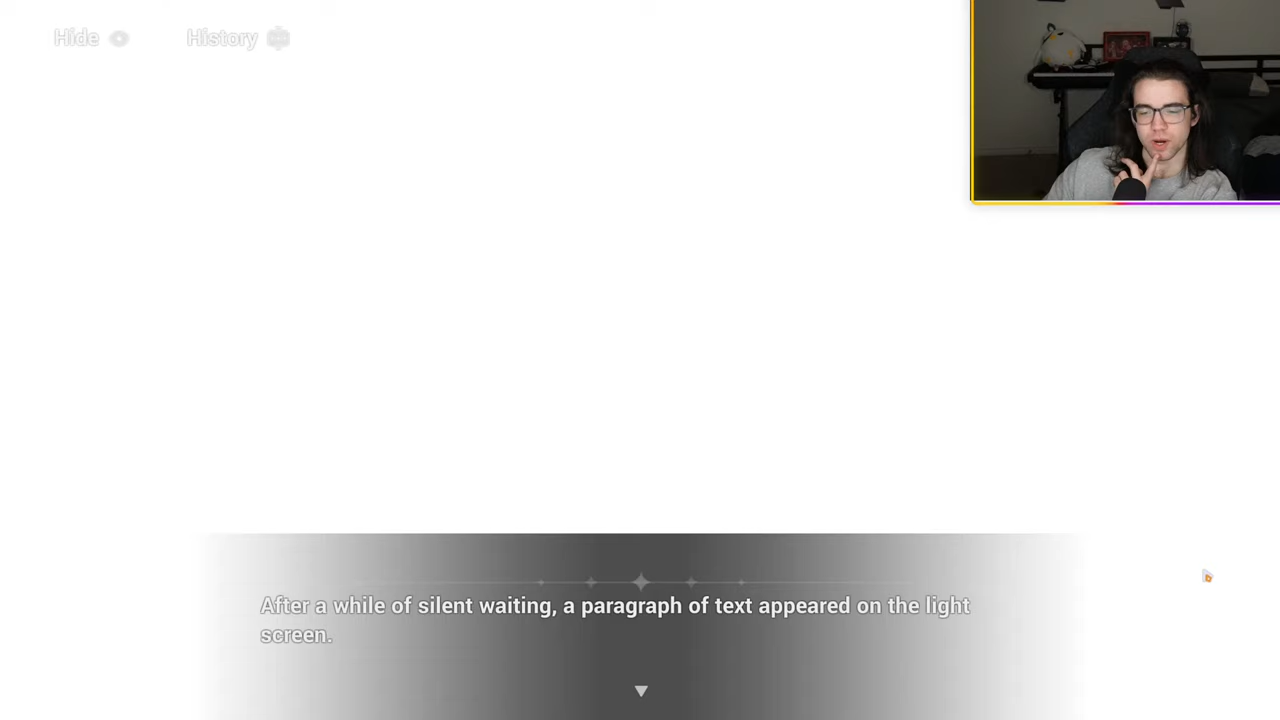 Hide
History
After a while of silent waiting, a paragraph of text appeared on the light
screen.